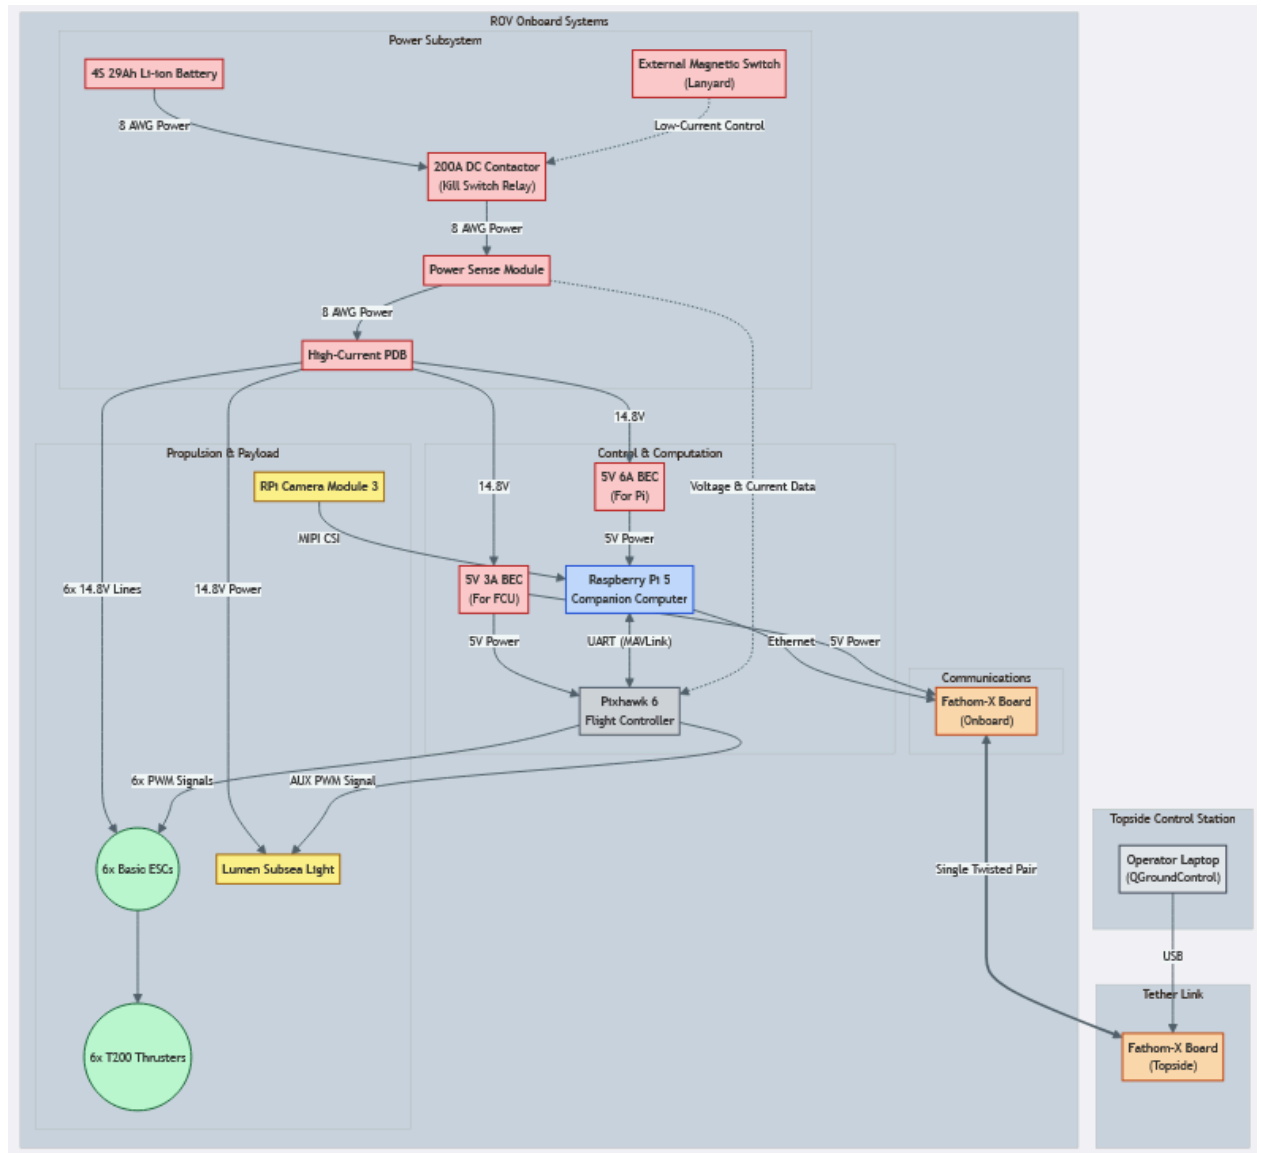 ROV Onboard Systems
Power Subsystem
4S 29Ah Li-ion Battery
External Magnetic Switch
(Lanyard)
8 AWG Power
Low-Current Control
200A DC Contactor
(Kill Switch Relay)
8 AWG Power
Power Sense Module
8 AWG Power
High-Current PDB
14.8V
Propulsion & Payload
Control & Computation
RPi Camera Module 3
14.8V
5V 6A BEC
(For Pi)
Voltage & Current Data
MIPI CSI
5V Power
6x 14.8V Lines
14.8V Power
5V 3A BEC
(For FCU)
Raspberry Pi 5
Companion Computer
5V Power
UART (MAVLink)
Ethernet
5V Power
Communications
Pixhawk 6
Flight Controller
Fathom-X Board
(Onboard)
6x PWM Signals
AUX PWM Signal
Topside Control Station
6x Basic ESCs
Lumen Subsea Light
Single Twisted Pair
Operator Laptop
(QGroundControl)
USB
Tether Link
6x T200 Thrusters
Fathom-X Board
(Topside)